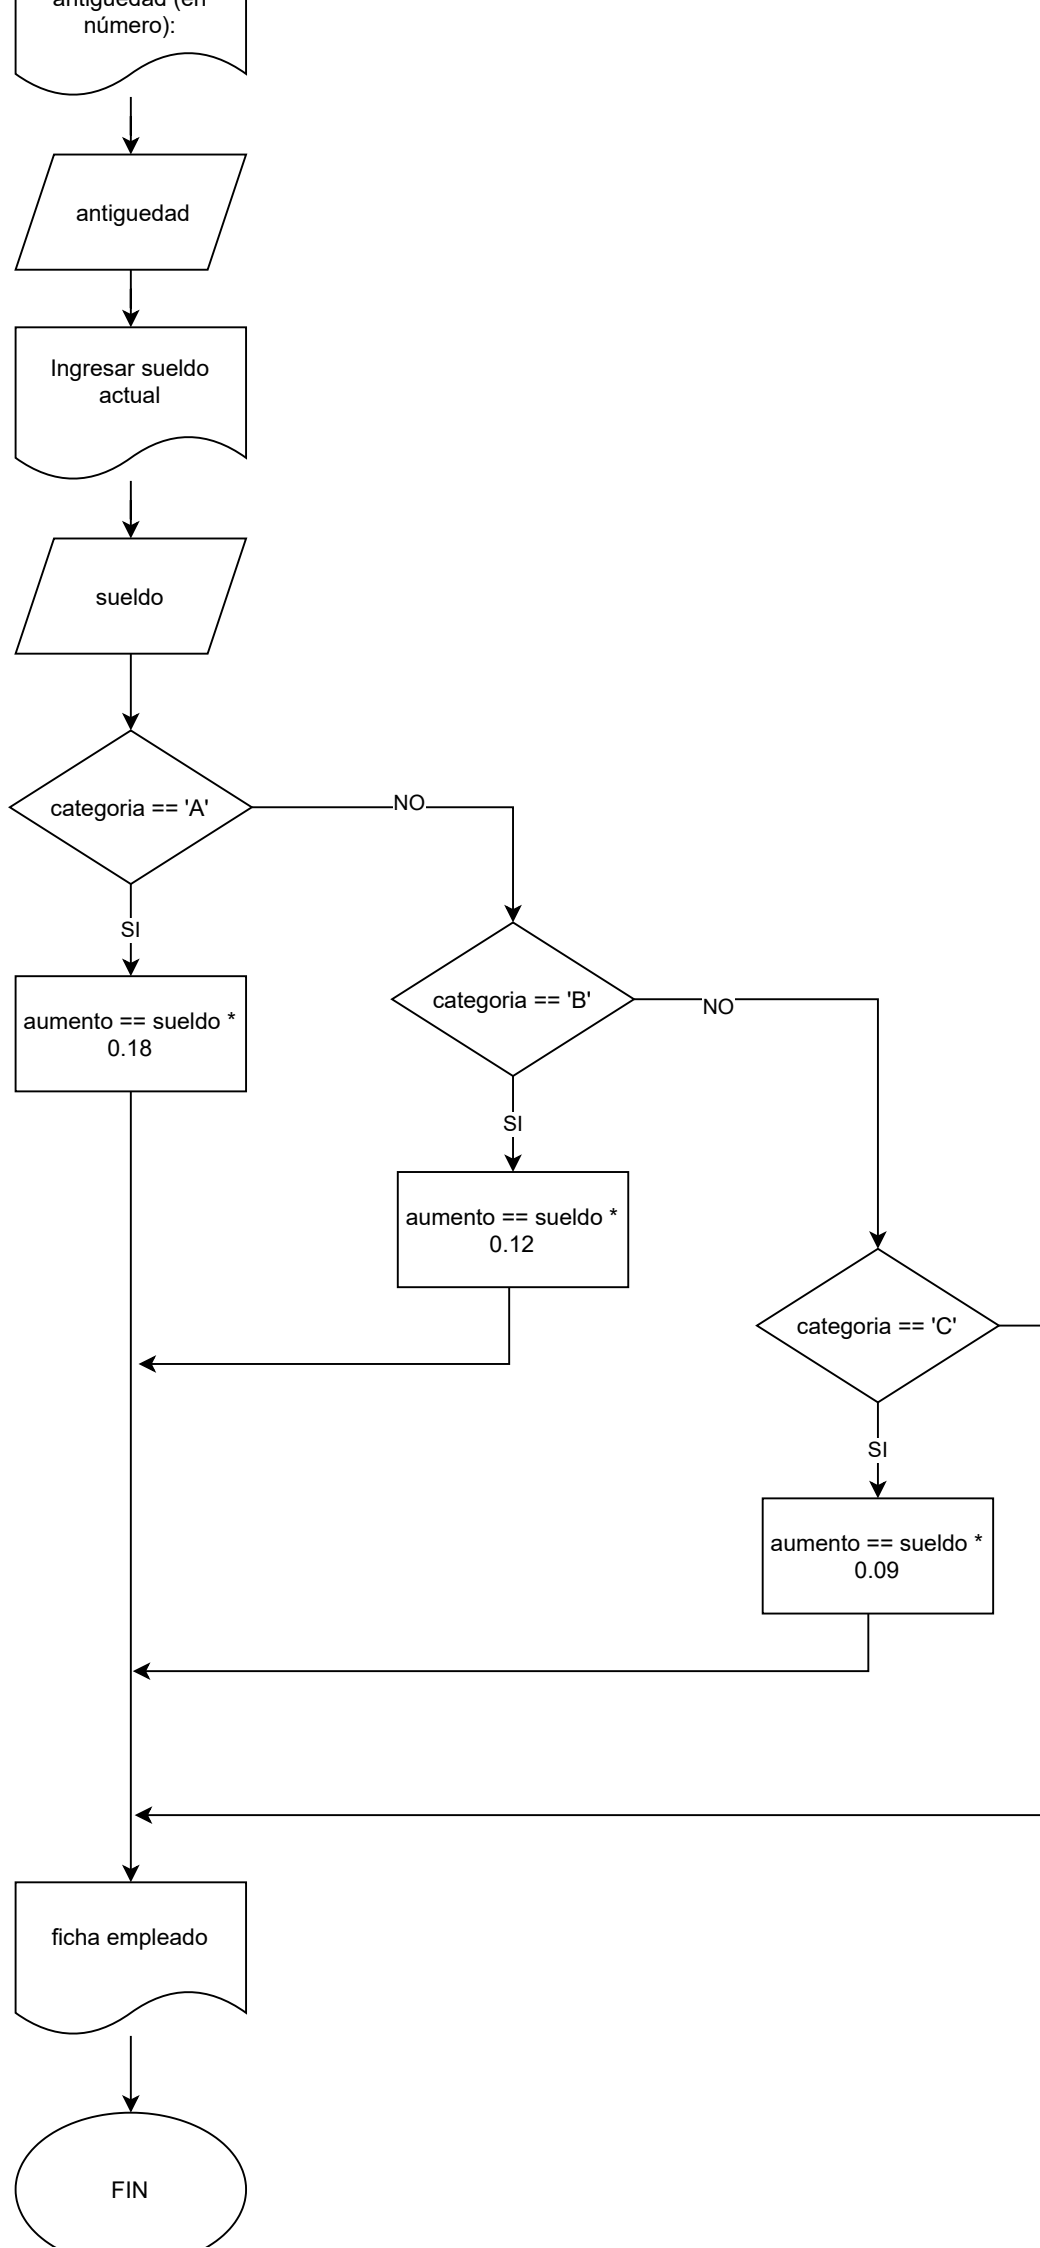 antiguedad (en
número):
antiguedad
Ingresar sueldo
actual
sueldo
categoria == 'A'
NO
SI
aumento == sueldo *
0.18
categoria == 'B'
NO
SI
aumento == sueldo *
0.12
categoria == 'C'
SI
aumento == sueldo *
0.09
ficha empleado
FIN